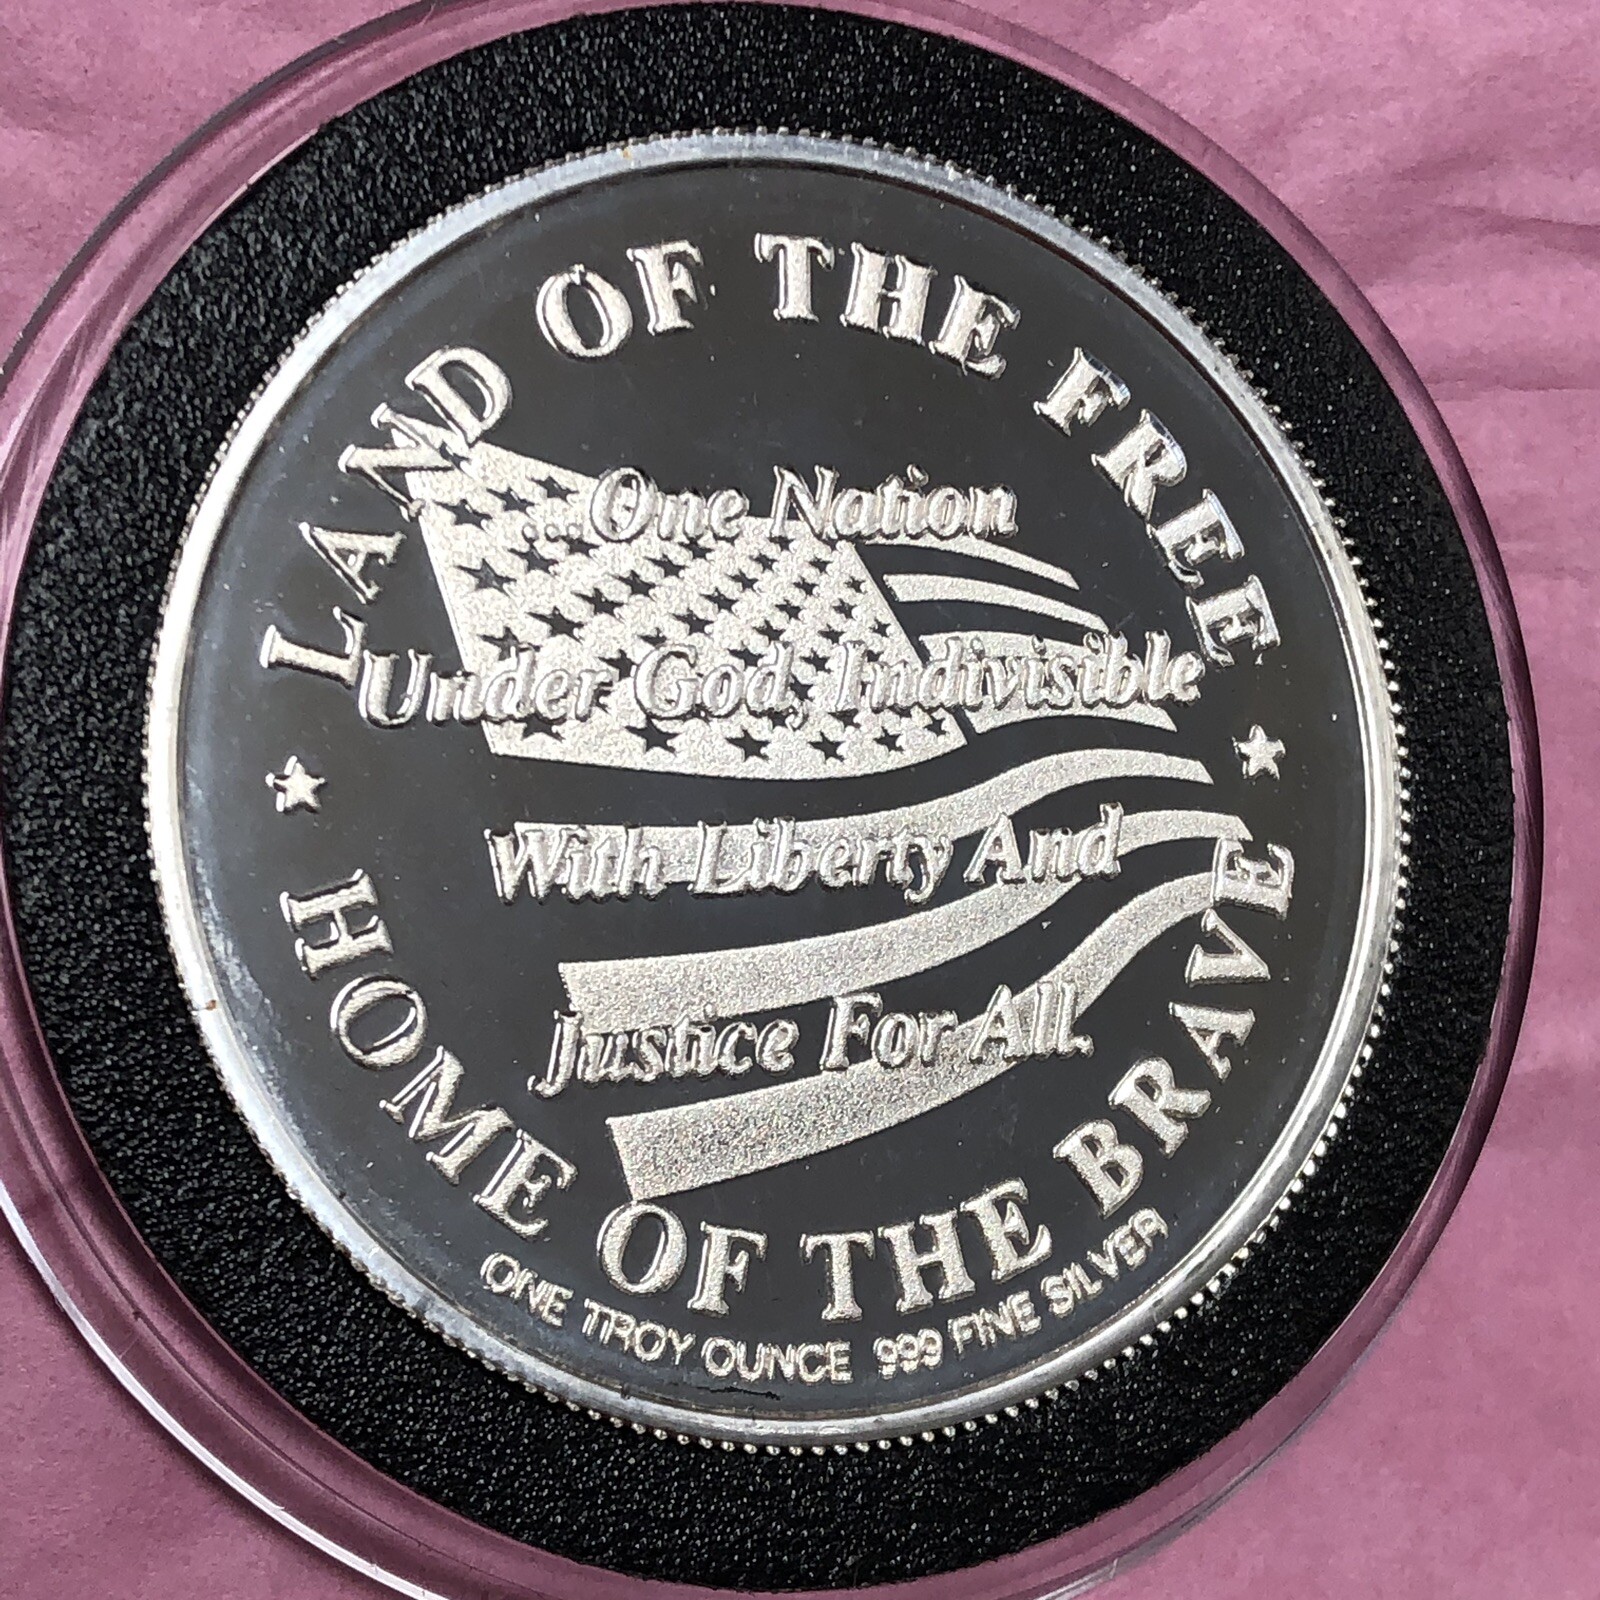 LAND OF THE FREE
...One Nation
Under God, Indivisible
With Liberty And
Justice For All.
HOME OF THE BRAVE
ONE TROY OUNCE 999 FINE SILVER